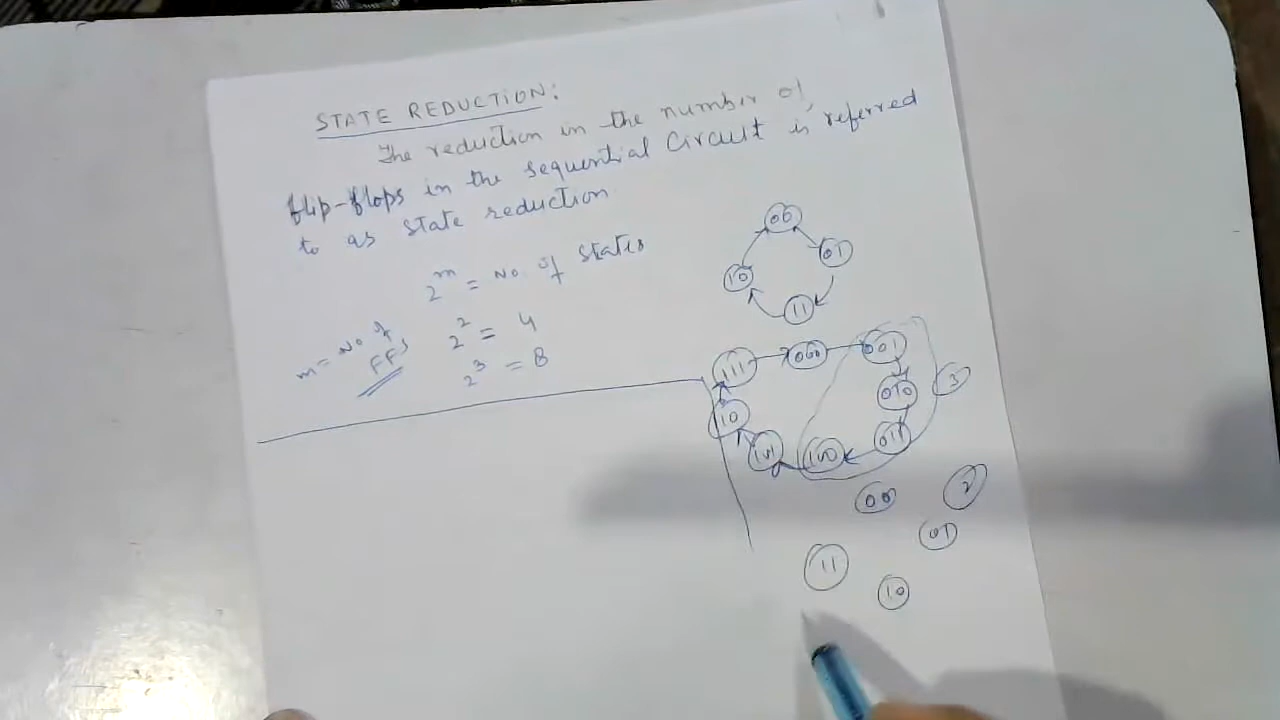 STATE REDUCTION:
The reduction in the number of
flip-flops in the sequential circuit is referred
to as state reduction
2^m = No of states
m = No of FFs
2^2 = 4
2^3 = 8
00
01
10
11
111
000
001
010
3
10
011
101
100
00
2
01
11
10